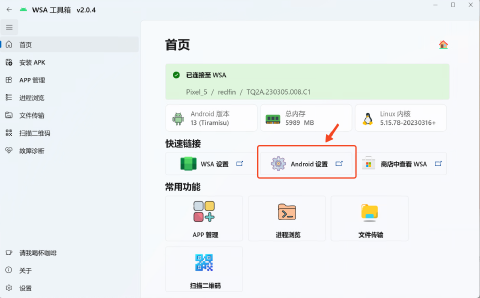 WSA 工具箱 v2.0.4
首页
安装 APK
APP 管理
进程浏览
文件传输
扫描二维码
故障诊断
请我喝杯咖啡
关于
设置
首页
已连接至 WSA
Pixel_5 / redfin / TQ2A.230305.008.C1
Android 版本
13 (Tiramisu)
总内存
5989 MB
Linux 内核
5.15.78-20230316+
快速链接
WSA 设置
Android 设置
商店中查看 WSA
常用功能
APP 管理
进程浏览
文件传输
扫描二维码